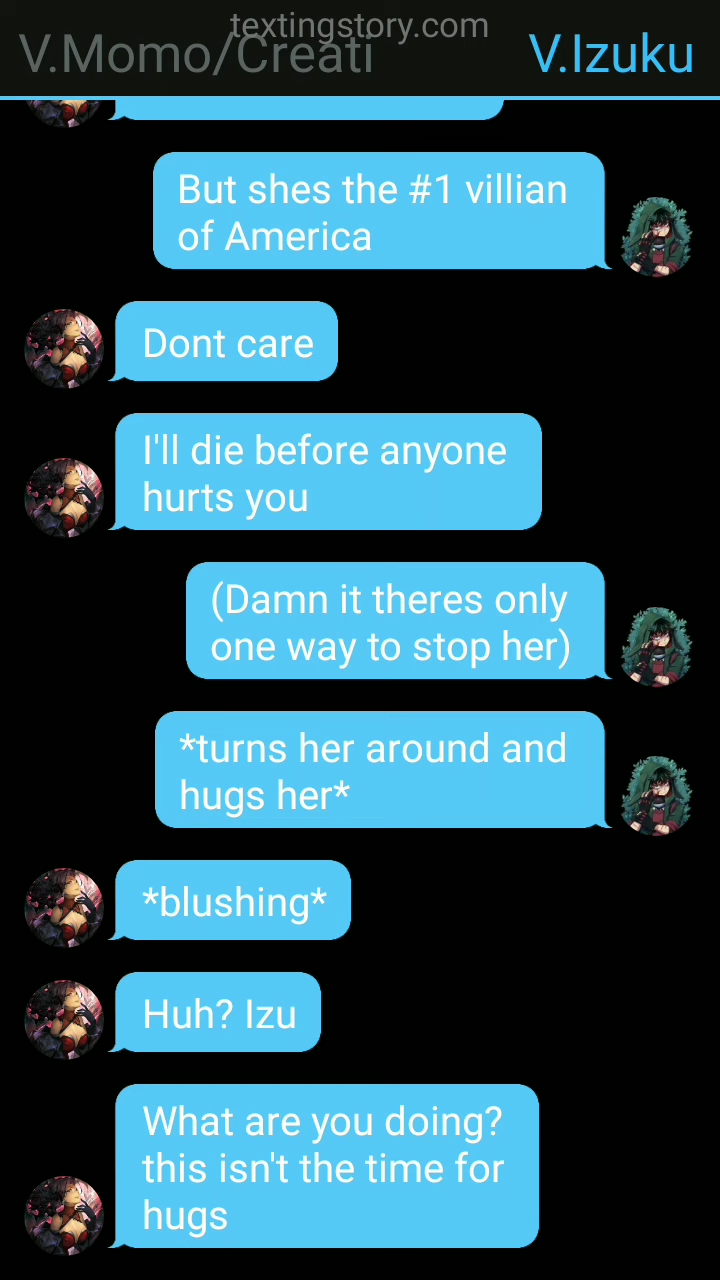 textingstory.com
V.Momo/Creati
V.Izuku
But shes the #1 villian
of America
Dont care
I'll die before anyone
hurts you
(Damn it theres only
one way to stop her)
*turns her around and
hugs her*
*blushing*
Huh? Izu
What are you doing?
this isn't the time for
hugs